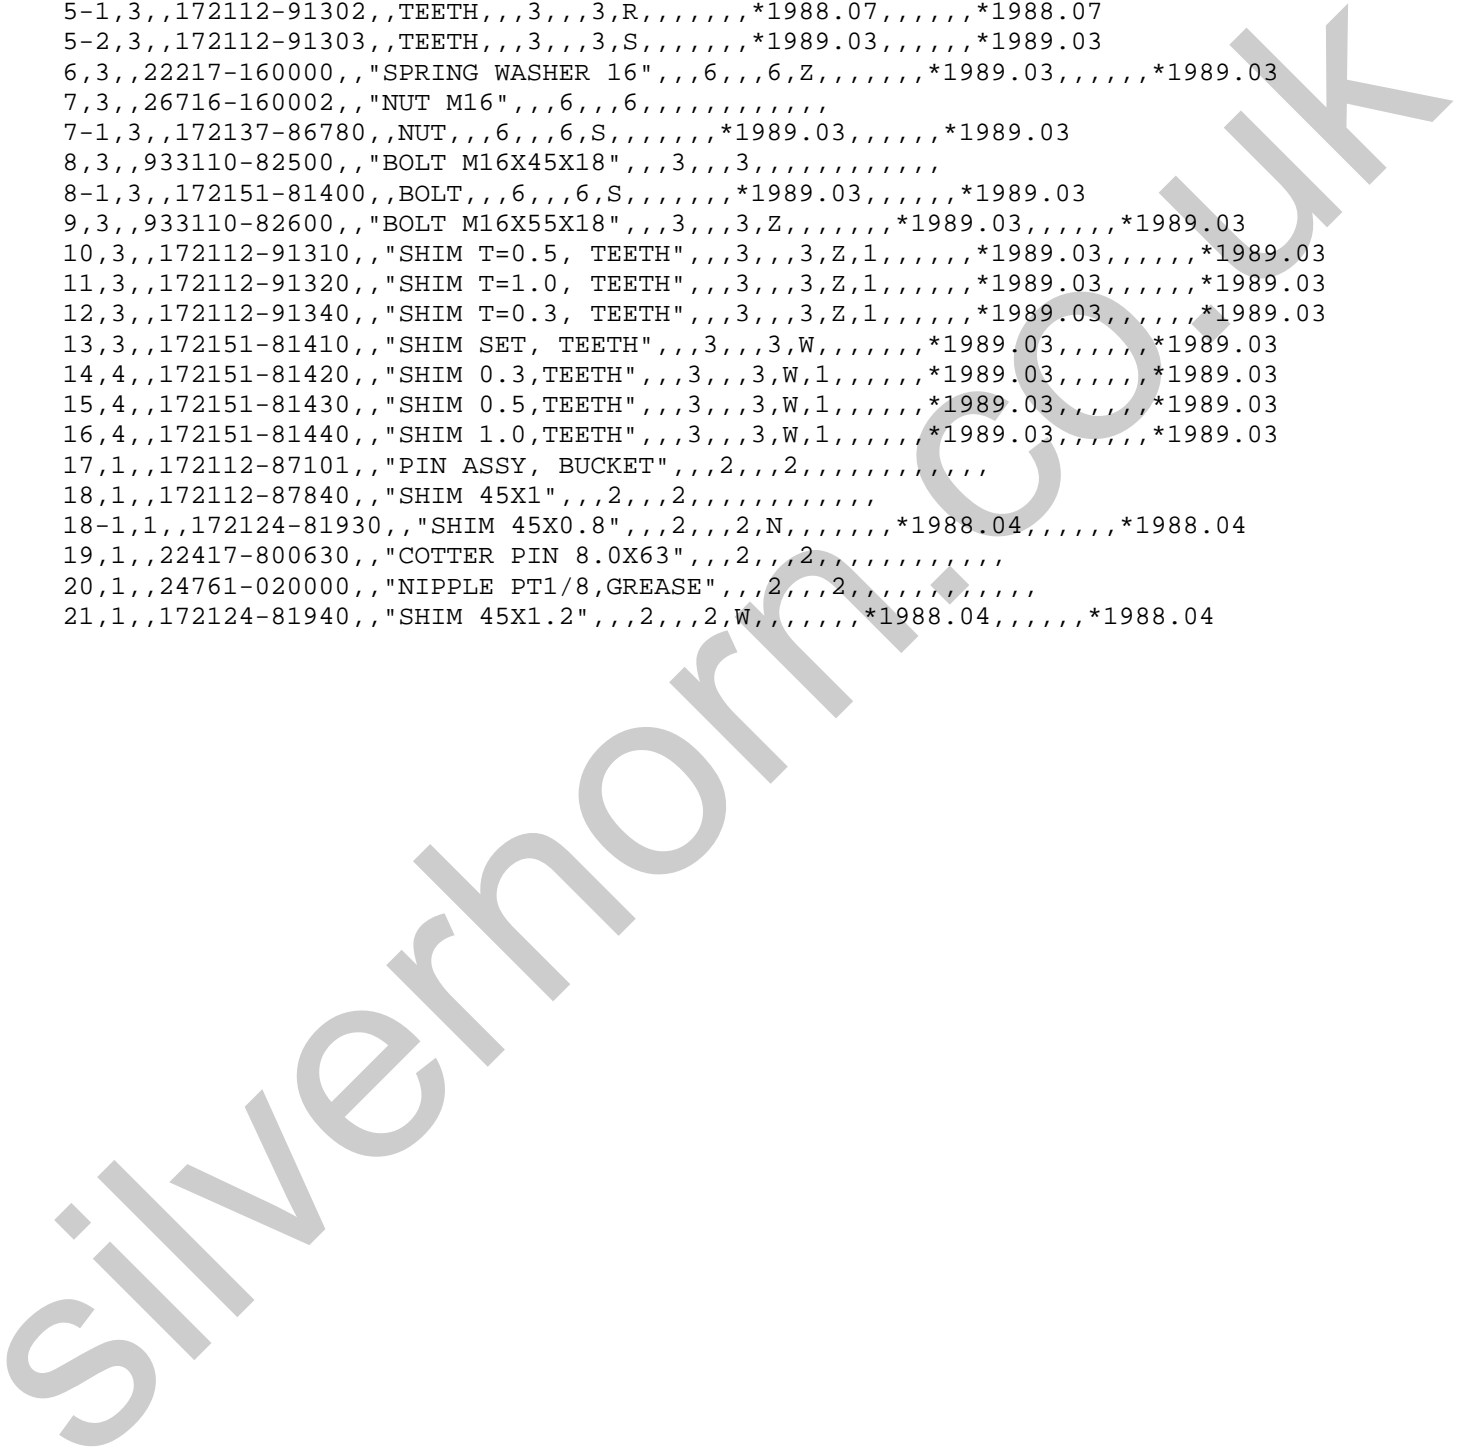 5-1,3,,172112-91302,,TEETH,,,3,,,3,R,,,,,,,*1988.07,,,,,,*1988.07
5-2,3,,172112-91303,,TEETH,,,3,,,3,S,,,,,,,*1989.03,,,,,,*1989.03
6,3,,22217-160000,,"SPRING WASHER 16",,,6,,,6,Z,,,,,,,*1989.03,,,,,,*1989.03
7,3,,26716-160002,,"NUT M16",,,6,,,6,,,,,,,,,,,,
7-1,3,,172137-86780,,NUT,,,6,,,6,S,,,,,,,*1989.03,,,,,,*1989.03
8,3,,933110-82500,,"BOLT M16X45X18",,,3,,,3,,,,,,,,,,,,
8-1,3,,172151-81400,,BOLT,,,6,,,6,S,,,,,,,*1989.03,,,,,,*1989.03
9,3,,933110-82600,,"BOLT M16X55X18",,,3,,,3,Z,,,,,,,*1989.03,,,,,,*1989.03
10,3,,172112-91310,,"SHIM T=0.5, TEETH",,,3,,,3,Z,1,,,,,,*1989.03,,,,,,*1989.03
11,3,,172112-91320,,"SHIM T=1.0, TEETH",,,3,,,3,Z,1,,,,,,*1989.03,,,,,,*1989.03
12,3,,172112-91340,,"SHIM T=0.3, TEETH",,,3,,,3,Z,1,,,,,,*1989.03,,,,,,*1989.03
13,3,,172151-81410,,"SHIM SET, TEETH",,,3,,,3,W,,,,,,,*1989.03,,,,,,*1989.03
14,4,,172151-81420,,"SHIM 0.3,TEETH",,,3,,,3,W,1,,,,,,*1989.03,,,,,,*1989.03
15,4,,172151-81430,,"SHIM 0.5,TEETH",,,3,,,3,W,1,,,,,,*1989.03,,,,,,*1989.03
16,4,,172151-81440,,"SHIM 1.0,TEETH",,,3,,,3,W,1,,,,,,*1989.03,,,,,,*1989.03
17,1,,172112-87101,,"PIN ASSY, BUCKET",,,2,,,2,,,,,,,,,,,,
18,1,,172112-87840,,"SHIM 45X1",,,2,,,2,,,,,,,,,,,,
18-1,1,,172124-81930,,"SHIM 45X0.8",,,2,,,2,N,,,,,,,*1988.04,,,,,,*1988.04
19,1,,22417-800630,,"COTTER PIN 8.0X63",,,2,,,2,,,,,,,,,,,,
20,1,,24761-020000,,"NIPPLE PT1/8,GREASE",,,2,,,2,,,,,,,,,,,,
21,1,,172124-81940,,"SHIM 45X1.2",,,2,,,2,W,,,,,,,*1988.04,,,,,,*1988.04
silverhorn.co.uk